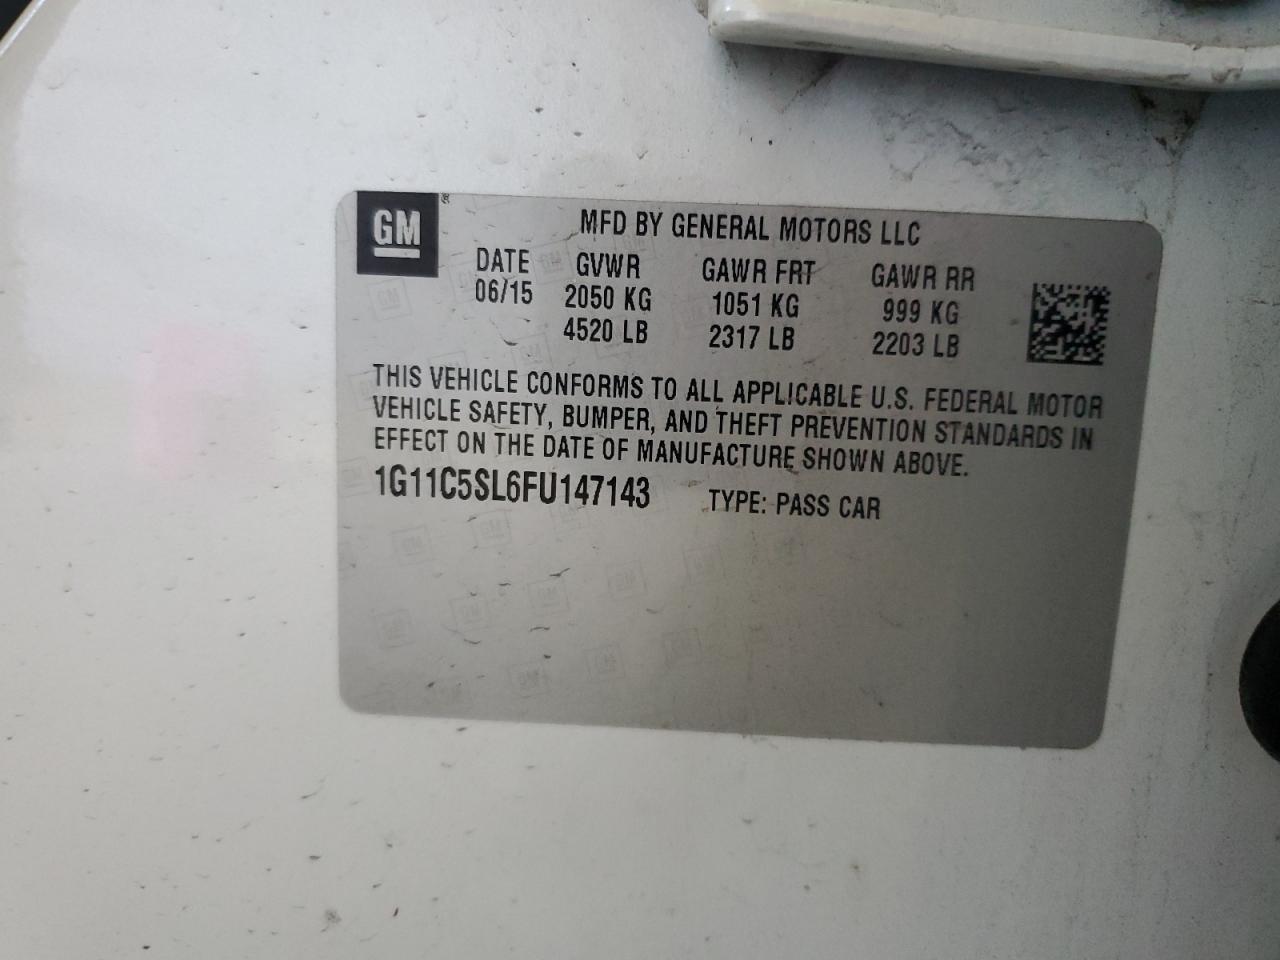 GM
MFD BY GENERAL MOTORS LLC
DATE GVWR GAWR FRT GAWR RR
06/15 2050 KG 1051 KG 999 KG
4520 LB 2317 LB 2203 LB
THIS VEHICLE CONFORMS TO ALL APPLICABLE U.S. FEDERAL MOTOR
VEHICLE SAFETY, BUMPER, AND THEFT PREVENTION STANDARDS IN
EFFECT ON THE DATE OF MANUFACTURE SHOWN ABOVE.
1G11C5SL6FU147143 TYPE: PASS CAR